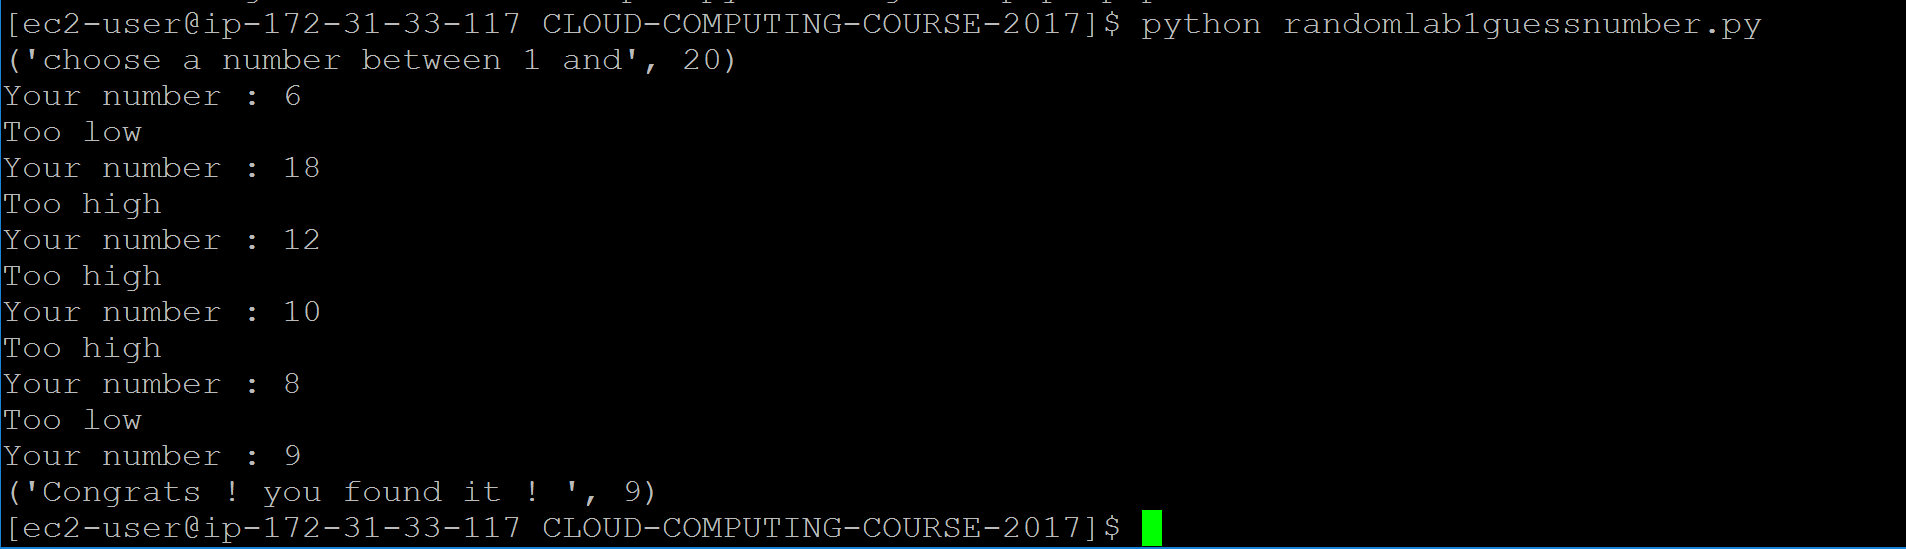 [ec2-user@ip-172-31-33-117 CLOUD-COMPUTING-COURSE-2017]$ python randomlab1guessnumber.py
('choose a number between 1 and', 20)
Your number : 6
Too low
Your number : 18
Too high
Your number : 12
Too high
Your number : 10
Too high
Your number : 8
Too low
Your number : 9
('Congrats ! you found it ! ', 9)
[ec2-user@ip-172-31-33-117 CLOUD-COMPUTING-COURSE-2017]$